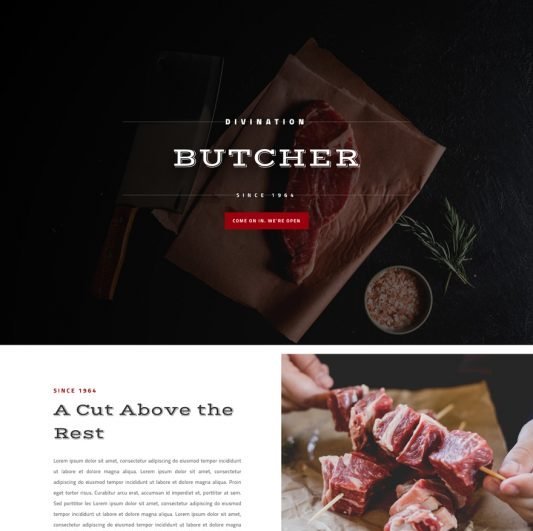 DIVINATION
BUTCHER
SINCE 1964
COME ON IN. WE'RE OPEN
SINCE 1964
A Cut Above the
Rest
Lorem ipsum dolor sit amet, consectetur adipiscing do eiusmod tempor incididunt
ut labore et dolore magna aliqua. Lorem ipsum dolor sit amet, consectetur
adipiscing do eiusmod tempor incididunt ut labore et dolore magna aliqua. Proin
eget tortor risus. Curabitur arcu erat, accumsan id imperdiet et, porttitor at sem.
Sed porttitor lec Lorem ipsum dolor sit amet, consectetur adipiscing do eiusmod
tempor incididunt ut labore et dolore magna aliqua. Lorem ipsum dolor sit amet,
consectetur adipiscing do eiusmod tempor incididunt ut labore et dolore magna